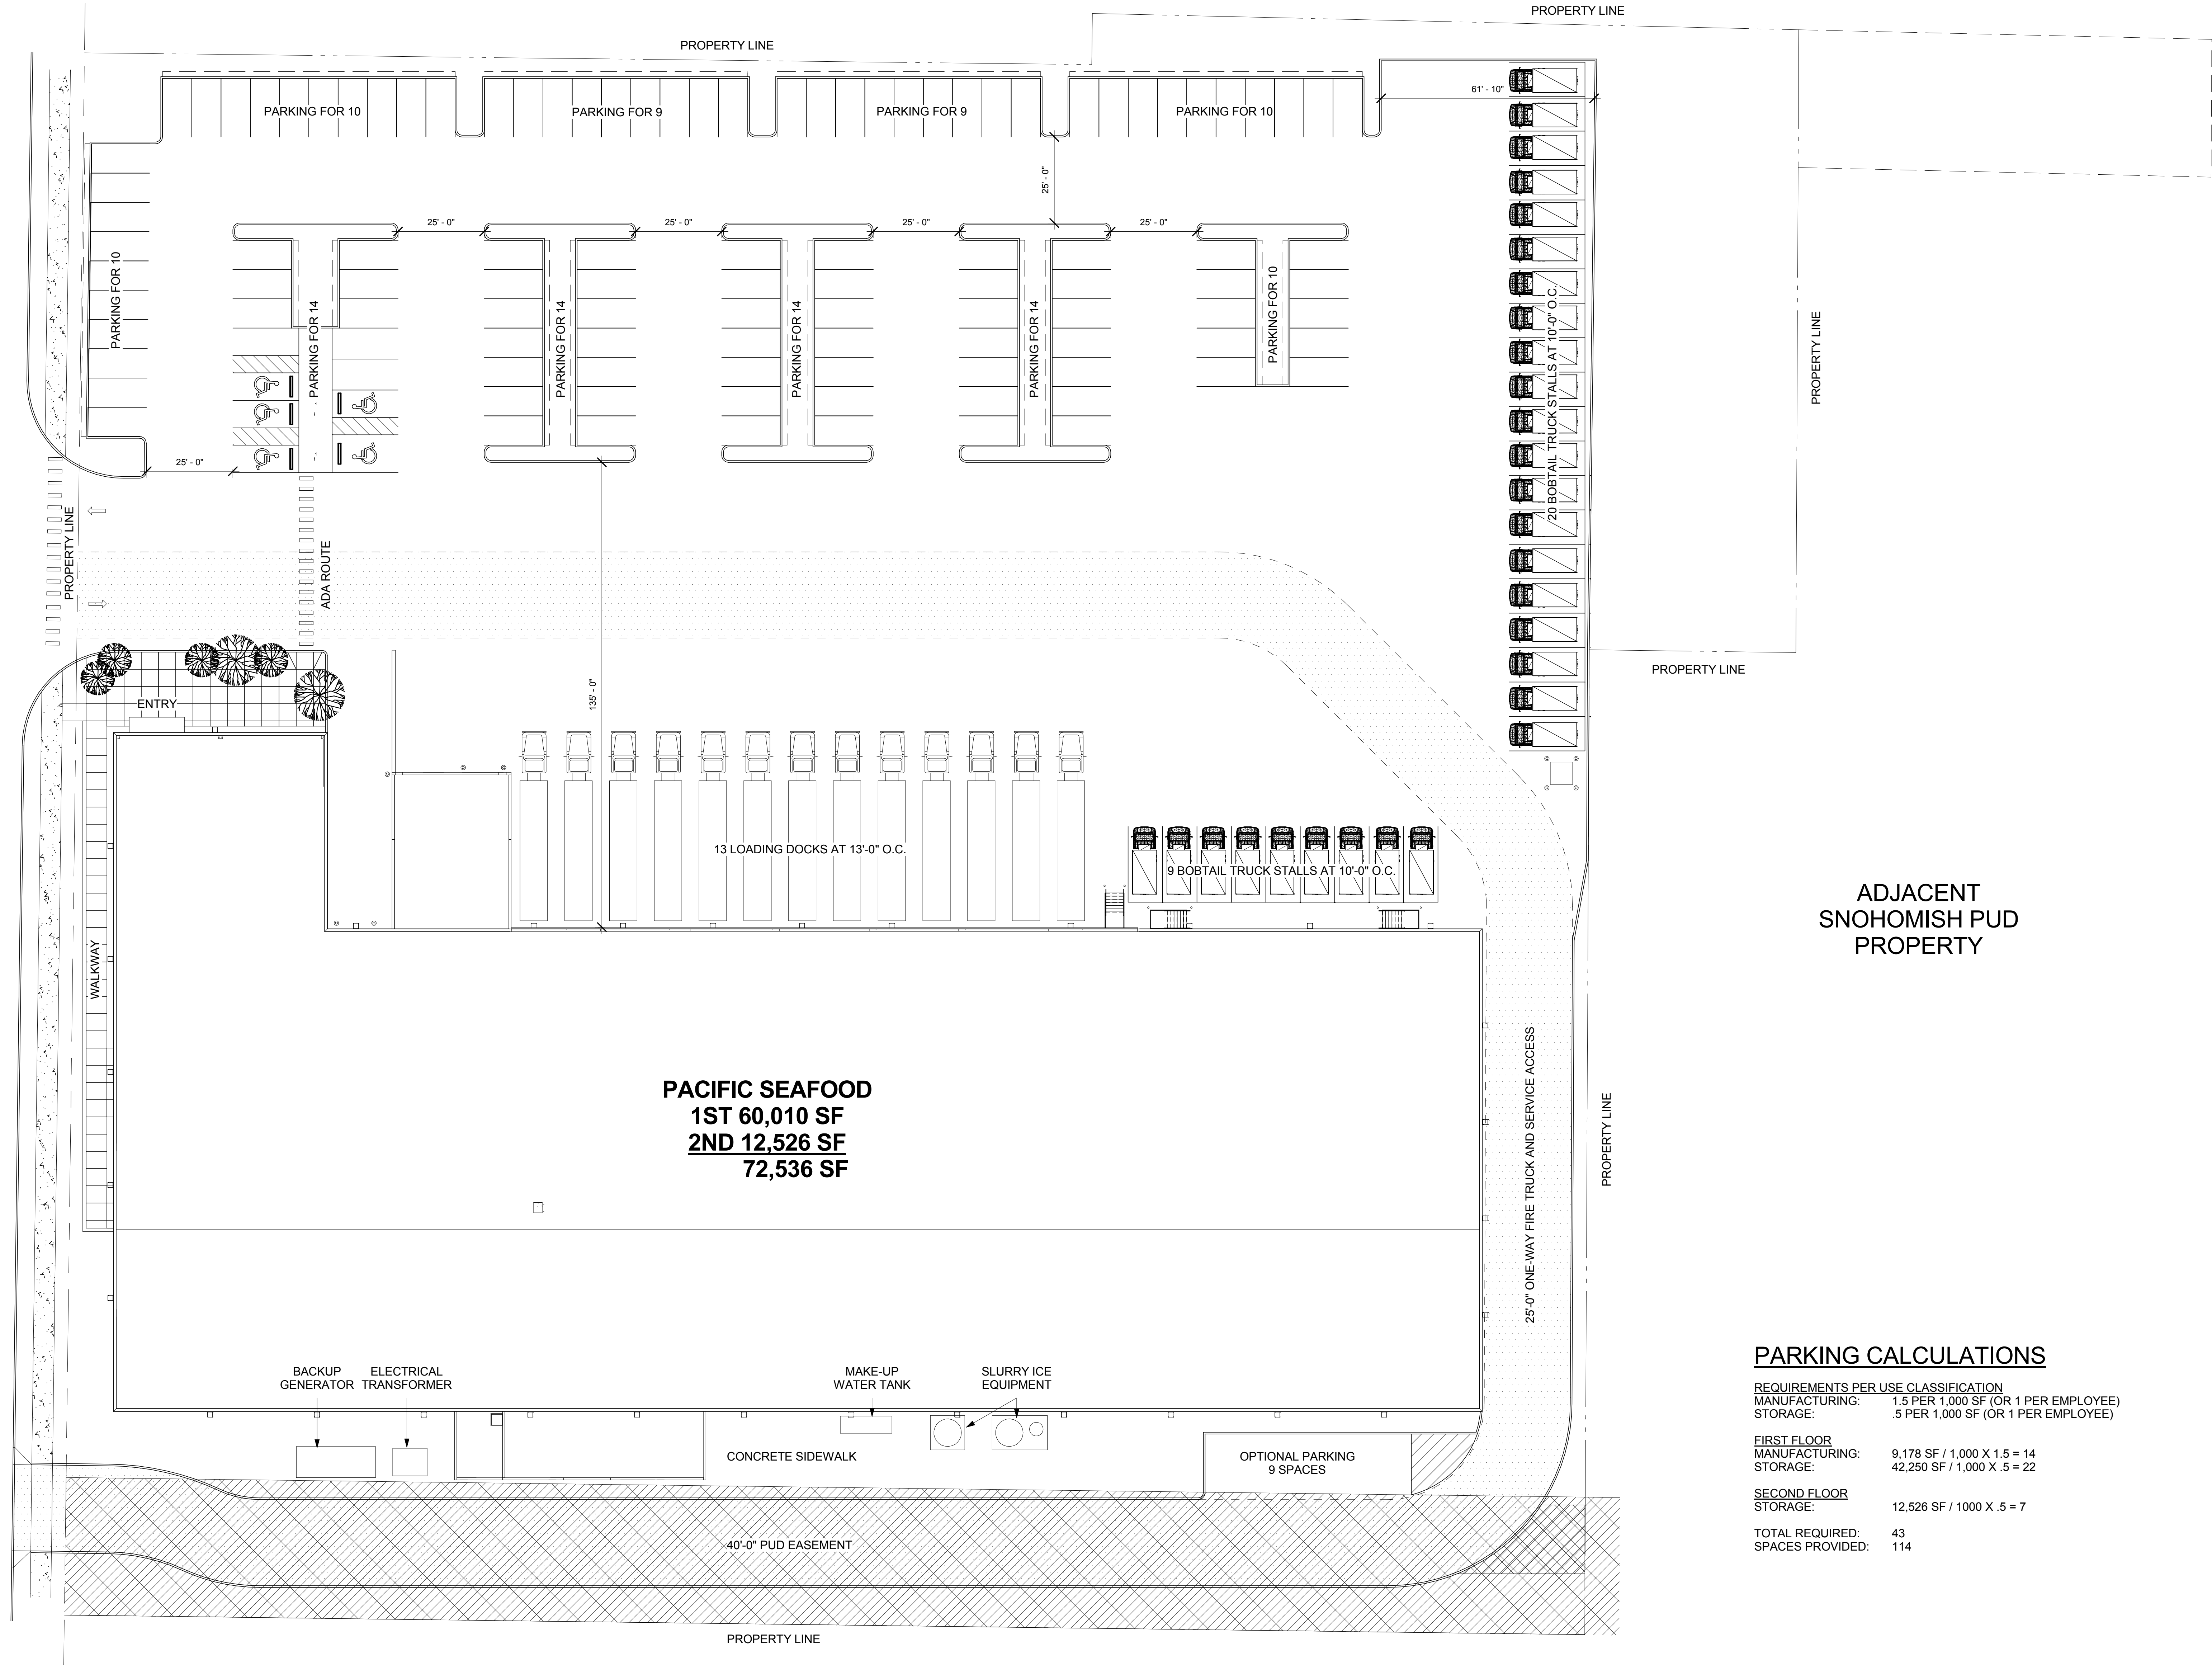 PROPERTY LINE
PROPERTY LINE
PARKING FOR 10
PARKING FOR 9
PARKING FOR 9
PARKING FOR 10
61' - 10"
25' - 0"
25' - 0"
25' - 0"
25' - 0"
25' - 0"
PARKING FOR 10
PARKING FOR 14
PARKING FOR 14
PARKING FOR 14
PARKING FOR 14
PARKING FOR 10
20 BOBTAIL TRUCK STALLS AT 10'-0" O.C.
PROPERTY LINE
25' - 0"
PROPERTY LINE
ADA ROUTE
PROPERTY LINE
135' - 0"
ENTRY
13 LOADING DOCKS AT 13'-0" O.C.
9 BOBTAIL TRUCK STALLS AT 10'-0" O.C.
WALKWAY
ADJACENT
SNOHOMISH PUD
PROPERTY
PACIFIC SEAFOOD
1ST 60,010 SF
2ND 12,526 SF
72,536 SF
25'-0" ONE-WAY FIRE TRUCK AND SERVICE ACCESS
PROPERTY LINE
BACKUP
GENERATOR
ELECTRICAL
TRANSFORMER
MAKE-UP
WATER TANK
SLURRY ICE
EQUIPMENT
CONCRETE SIDEWALK
OPTIONAL PARKING
9 SPACES
40'-0" PUD EASEMENT
PROPERTY LINE
PARKING CALCULATIONS
REQUIREMENTS PER USE CLASSIFICATION
MANUFACTURING: 1.5 PER 1,000 SF (OR 1 PER EMPLOYEE)
STORAGE: .5 PER 1,000 SF (OR 1 PER EMPLOYEE)
FIRST FLOOR
MANUFACTURING: 9,178 SF / 1,000 X 1.5 = 14
STORAGE: 42,250 SF / 1,000 X .5 = 22
SECOND FLOOR
STORAGE: 12,526 SF / 1000 X .5 = 7
TOTAL REQUIRED: 43
SPACES PROVIDED: 114